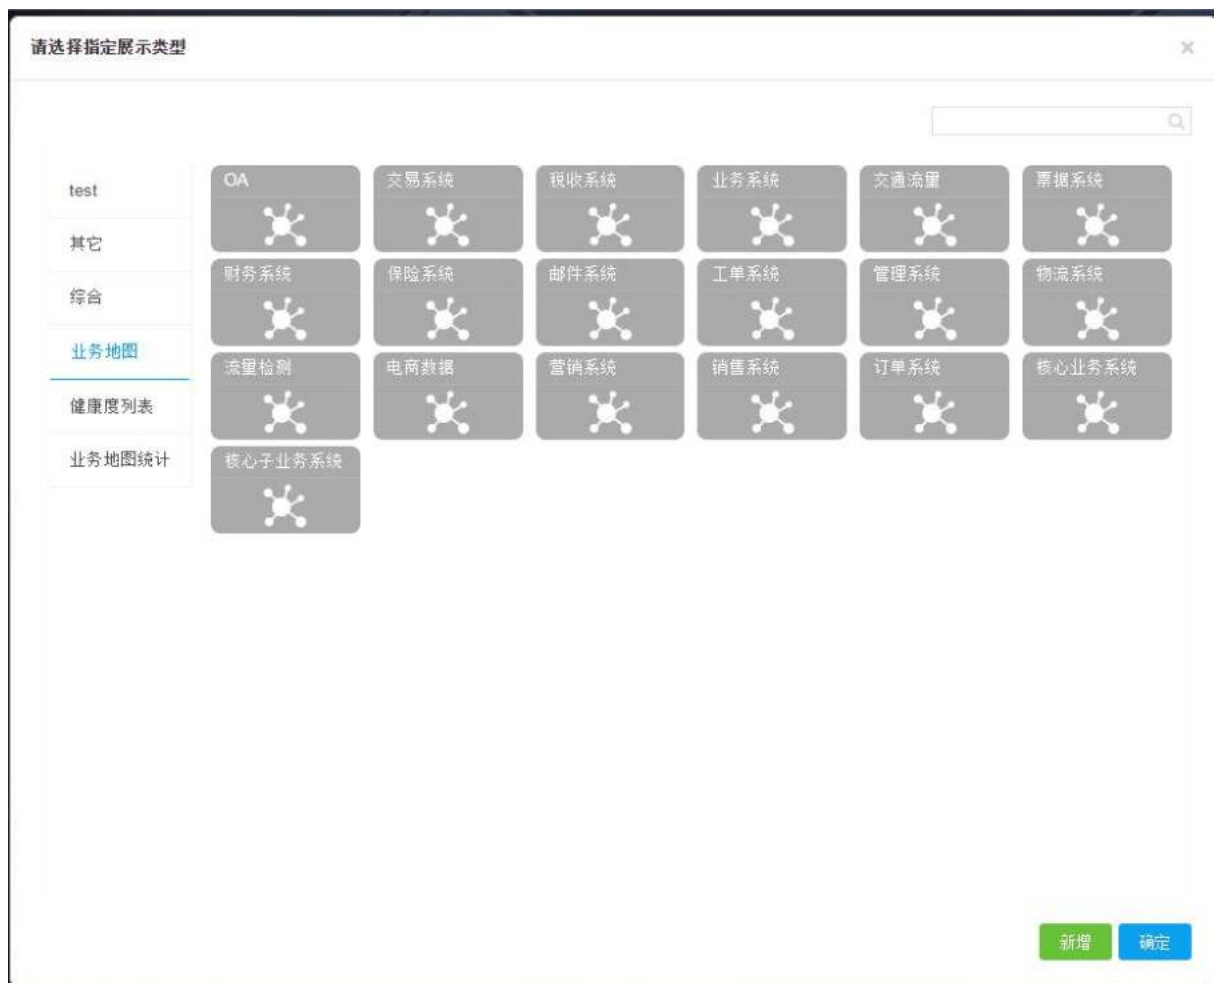 请选择指定展示类型
test
其它
综合
业务地图
健康度列表
业务地图统计
OA
交易系统
税收系统
业务系统
交通流量
票据系统
财务系统
保险系统
邮件系统
工单系统
管理系统
物流系统
流量检测
电商数据
营销系统
销售系统
订单系统
核心业务系统
核心子业务系统
新增
确定